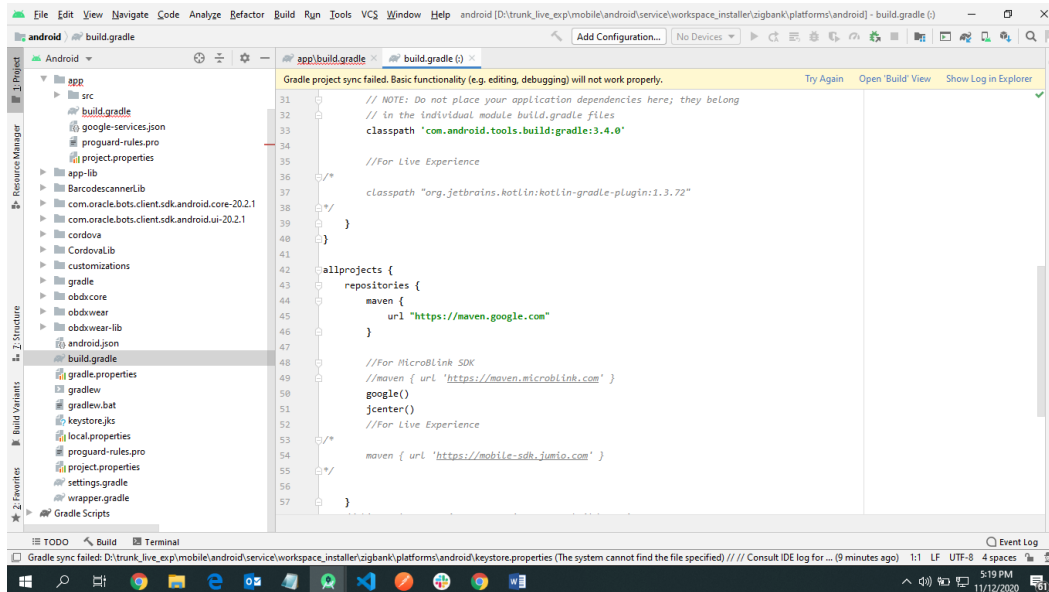 File Edit View Navigate Code Analyze Refactor Build Run Tools VCS Window Help android [D:\trunk_live_exp\mobile\android\service\workspace_installer\zigbank\platforms\android] - build.gradle (:)
android build.gradle Add Configuration... No Devices
1: Project
Resource Manager
7: Structure
Build Variants
2: Favorites
Android
app
src
build.gradle
google-services.json
proguard-rules.pro
project.properties
app-lib
BarcodescannerLib
com.oracle.bots.client.sdk.android.core-20.2.1
com.oracle.bots.client.sdk.android.ui-20.2.1
cordova
CordovaLib
customizations
gradle
obdxcore
obdxwear
obdxwear-lib
android.json
build.gradle
gradle.properties
gradlew
gradlew.bat
keystore.jks
local.properties
proguard-rules.pro
project.properties
settings.gradle
wrapper.gradle
Gradle Scripts
app\build.gradle build.gradle (:)
Gradle project sync failed. Basic functionality (e.g. editing, debugging) will not work properly. Try Again Open 'Build' View Show Log in Explorer
31 // NOTE: Do not place your application dependencies here; they belong
32 // in the individual module build.gradle files
33 classpath 'com.android.tools.build:gradle:3.4.0'
34
35 //For Live Experience
36 /*
37 classpath "org.jetbrains.kotlin:kotlin-gradle-plugin:1.3.72"
38 */
39 }
40 }
41
42 allprojects {
43 repositories {
44 maven {
45 url "https://maven.google.com"
46 }
47
48 //For MicroBlink SDK
49 //maven { url 'https://maven.microblink.com' }
50 google()
51 jcenter()
52 //For Live Experience
53 /*
54 maven { url 'https://mobile-sdk.jumio.com' }
55 */
56
57 }
TODO Build Terminal Event Log
Gradle sync failed: D:\trunk_live_exp\mobile\android\service\workspace_installer\zigbank\platforms\android\keystore.properties (The system cannot find the file specified) // // Consult IDE log for ... (9 minutes ago) 1:1 LF UTF-8 4 spaces
5:19 PM
11/12/2020
61